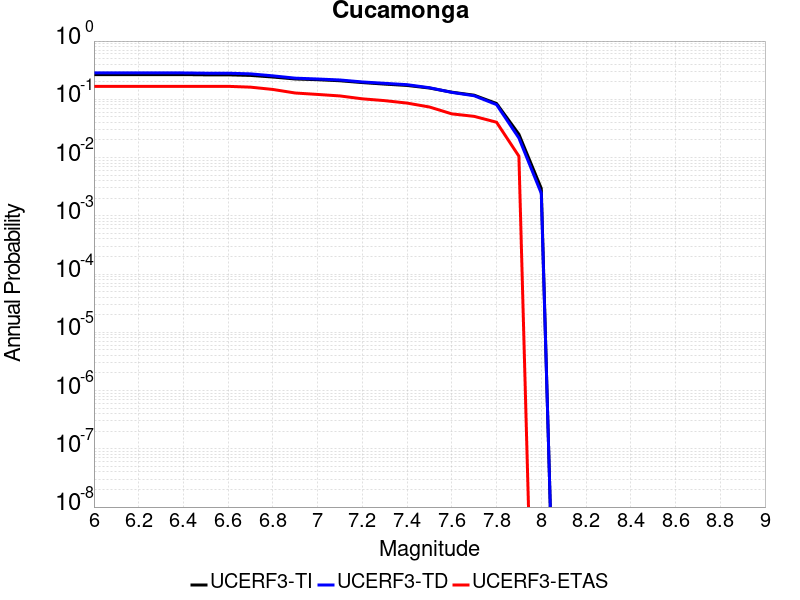 Cucamonga
10^0
10^-1
10^-2
10^-3
10^-4
10^-5
10^-6
10^-7
10^-8
Annual Probability
6 6.2 6.4 6.6 6.8 7 7.2 7.4 7.6 7.8 8 8.2 8.4 8.6 8.8 9
Magnitude
UCERF3-TI UCERF3-TD UCERF3-ETAS